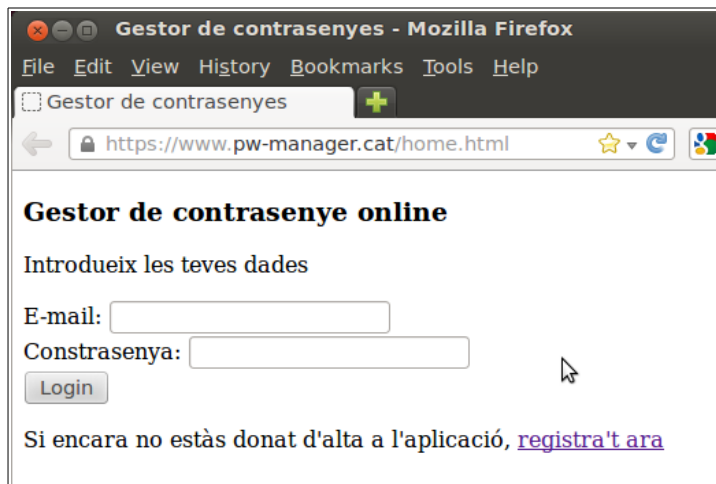 Gestor de contrasenyes - Mozilla Firefox
File Edit View History Bookmarks Tools Help
Gestor de contrasenyes
https://www.pw-manager.cat/home.html
Gestor de contrasenye online
Introdueix les teves dades
E-mail:
Constrasenya:
Login
Si encara no estàs donat d'alta a l'aplicació, registra't ara